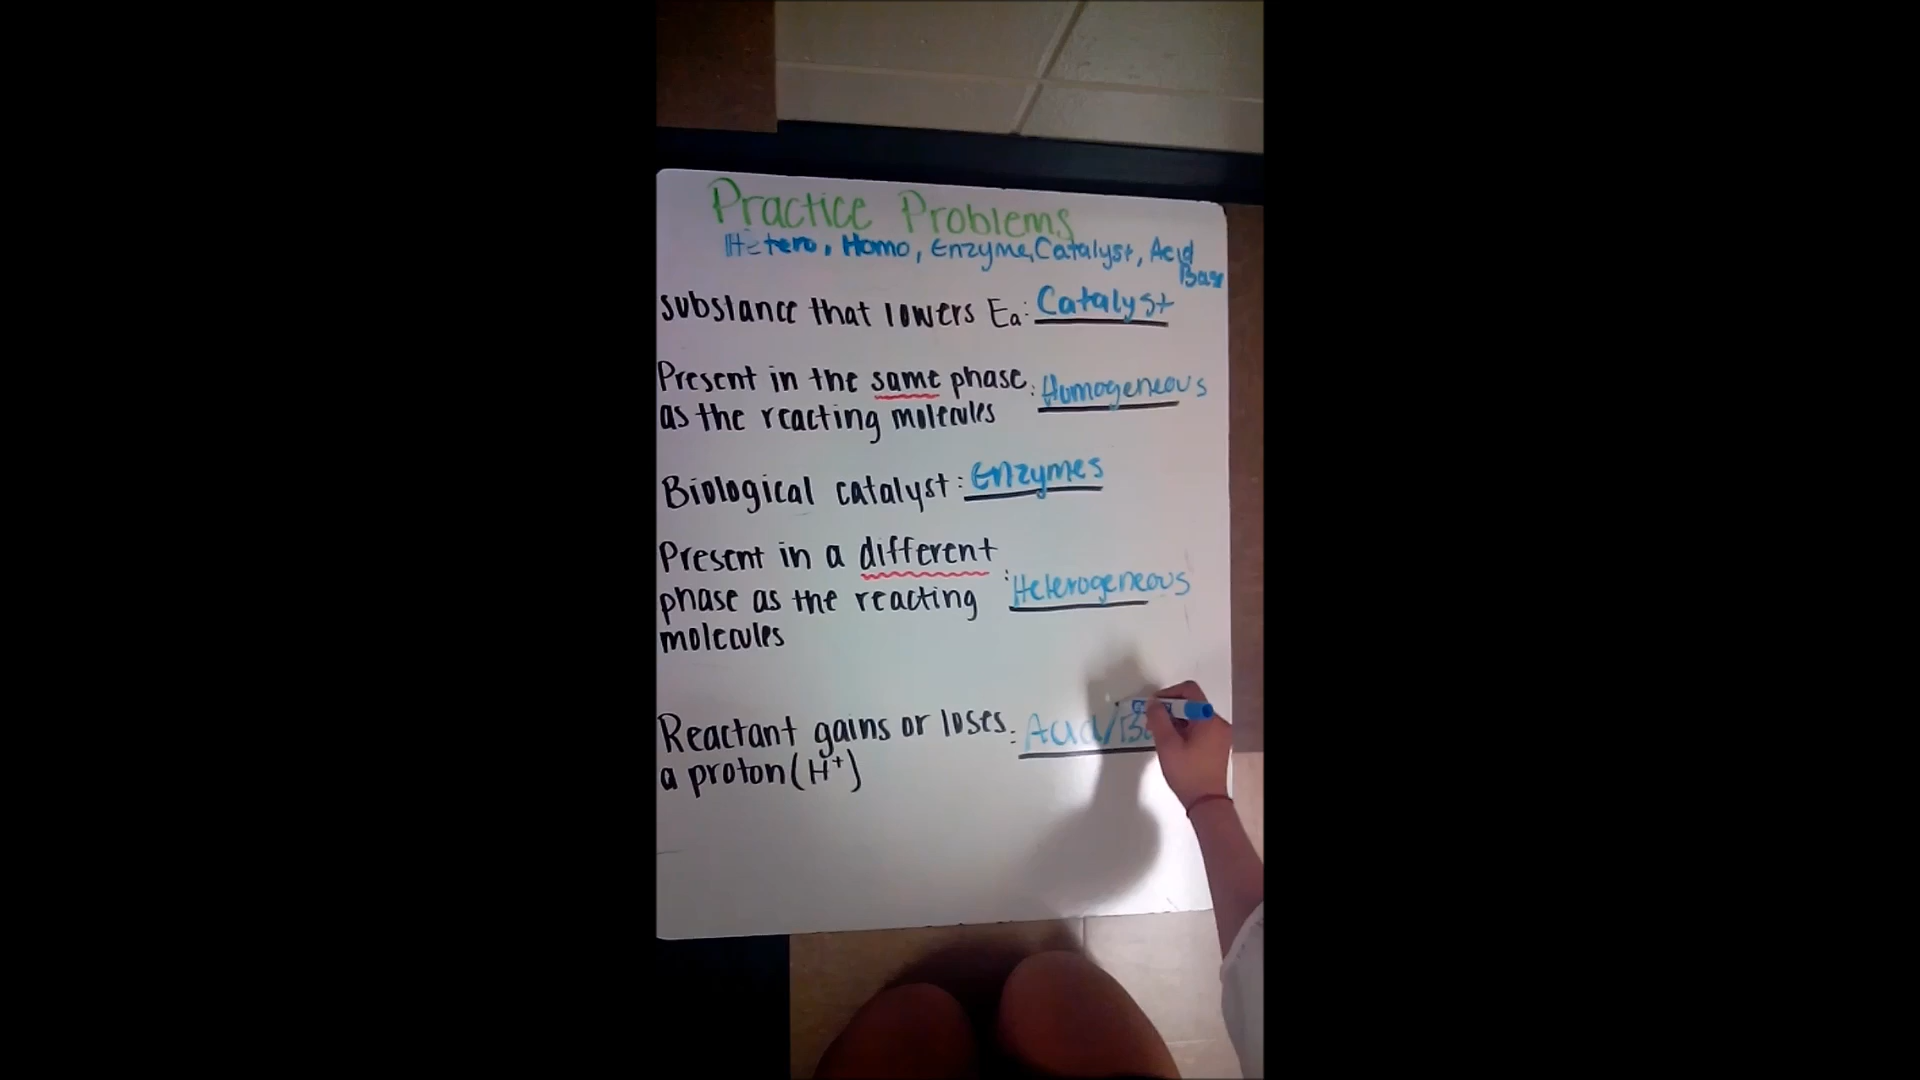 Practice Problems
Hetero, Homo, Enzyme, Catalyst, Acid
Base
substance that lowers Ea: Catalyst
Present in the same phase : Homogeneous
as the reacting molecules
Biological catalyst: Enzymes
Present in a different
phase as the reacting : Heterogeneous
molecules
Reactant gains or loses : Acid/
a proton (H⁺)